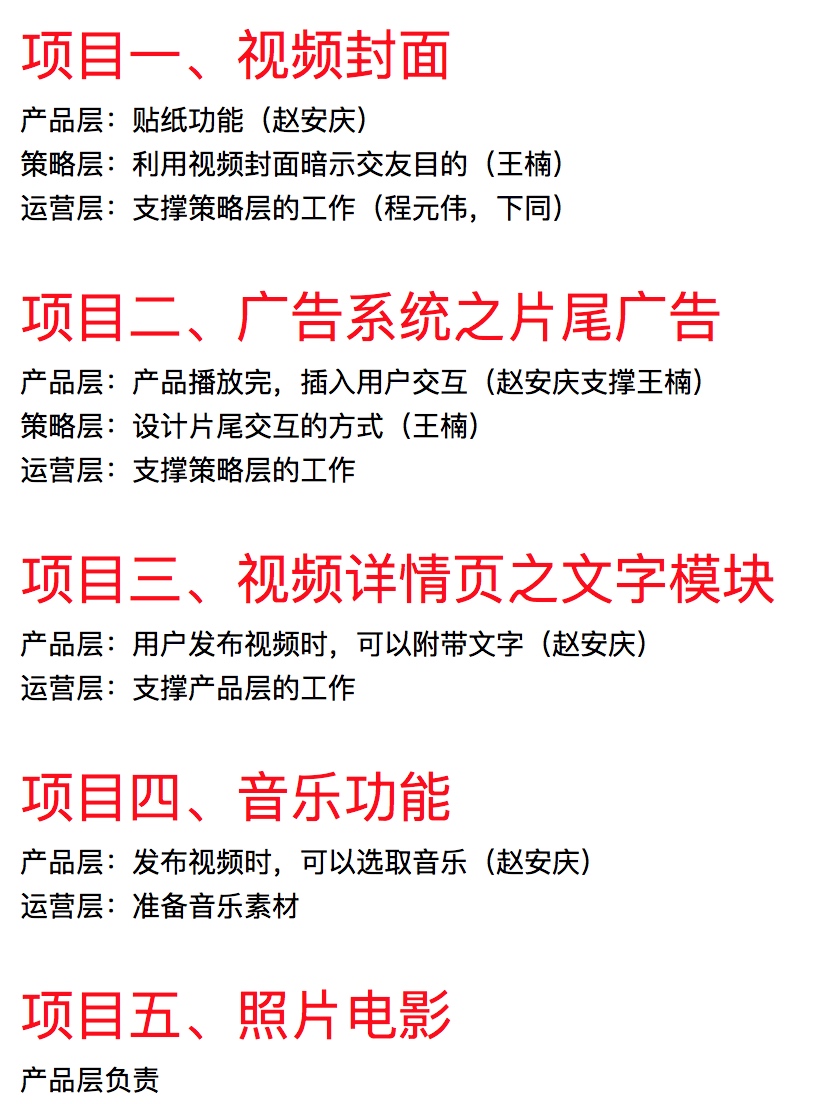 项目一、视频封面
产品层：贴纸功能（赵安庆）
策略层：利用视频封面暗示交友目的（王楠）
运营层：支撑策略层的工作（程元伟，下同）
项目二、广告系统之片尾广告
产品层：产品播放完，插入用户交互（赵安庆支撑王楠）
策略层：设计片尾交互的方式（王楠）
运营层：支撑策略层的工作
项目三、视频详情页之文字模块
产品层：用户发布视频时，可以附带文字（赵安庆）
运营层：支撑产品层的工作
项目四、音乐功能
产品层：发布视频时，可以选取音乐（赵安庆）
运营层：准备音乐素材
项目五、照片电影
产品层负责